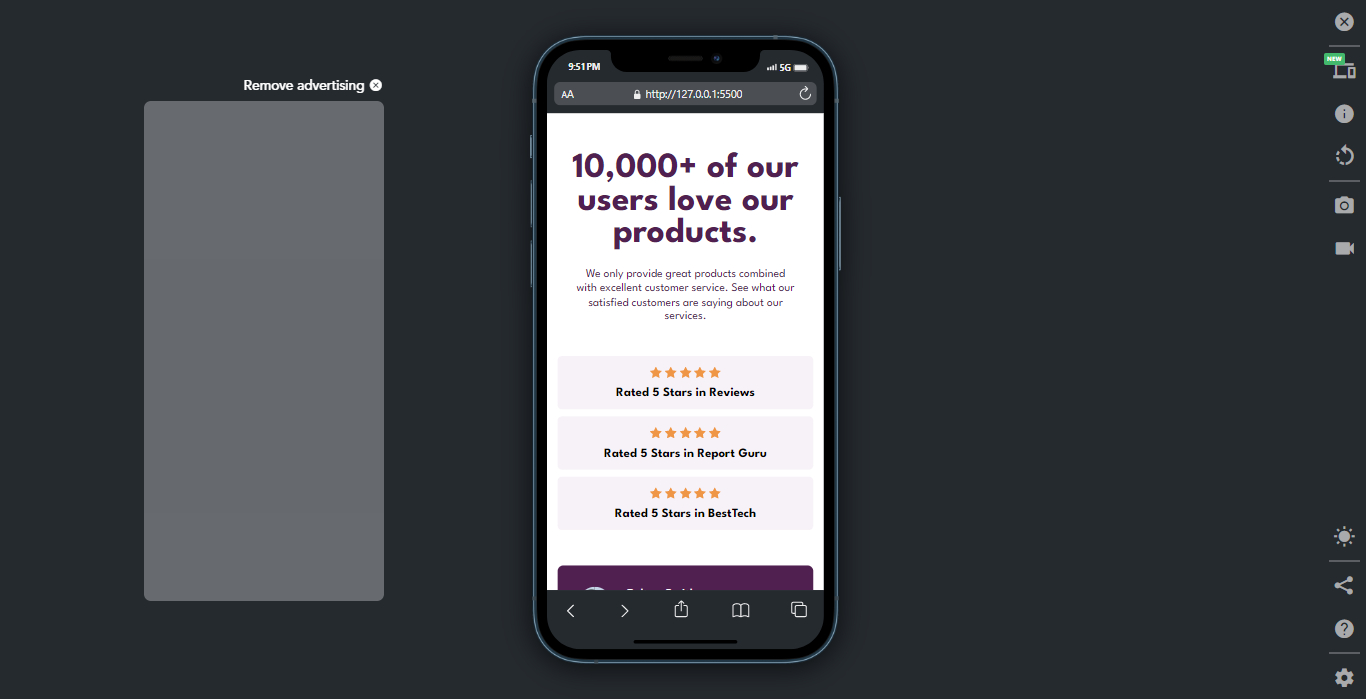 Remove advertising
9:51PM
5G
AA
http://127.0.0.1:5500
10,000+ of our
users love our
products.
We only provide great products combined
with excellent customer service. See what our
satisfied customers are saying about our
services.
Rated 5 Stars in Reviews
Rated 5 Stars in Report Guru
Rated 5 Stars in BestTech
NEW